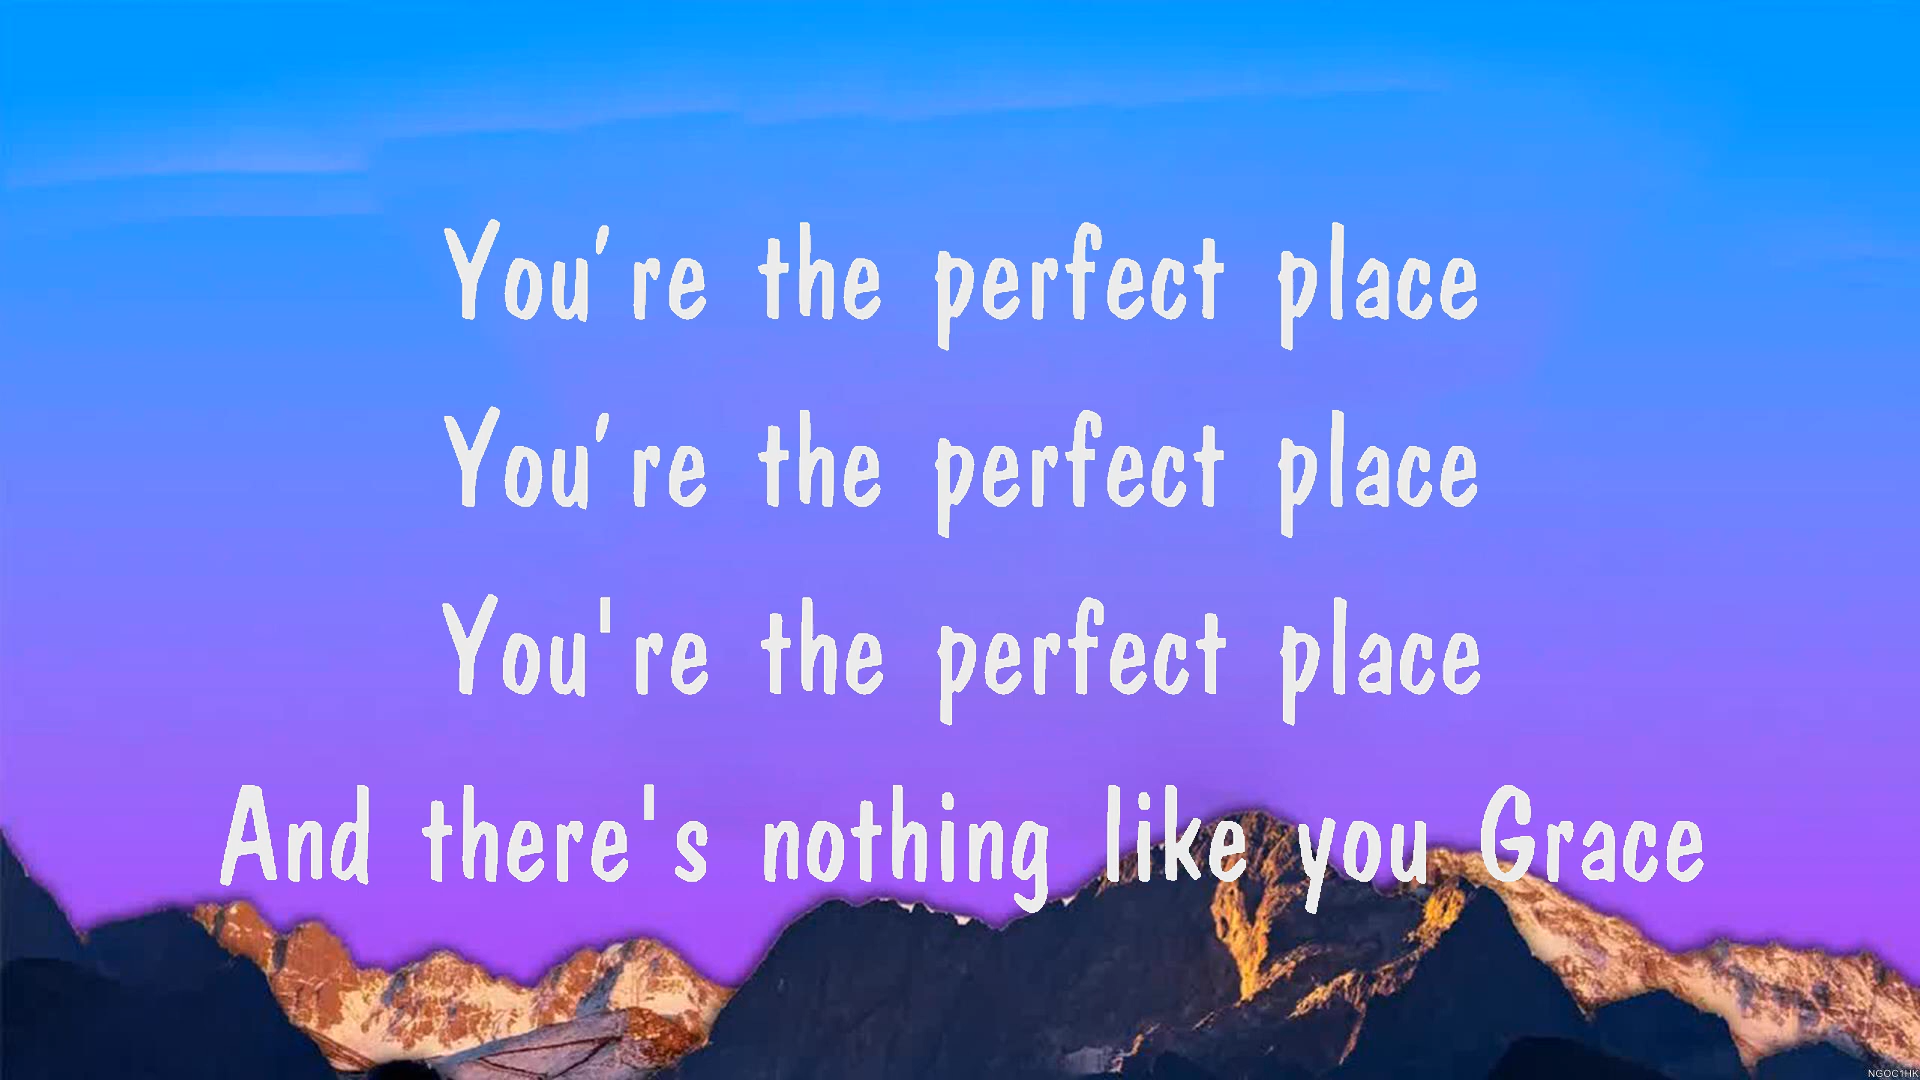 You’re the perfect place
You’re the perfect place
You're the perfect place
And there's nothing like you Grace
NGOC1HK